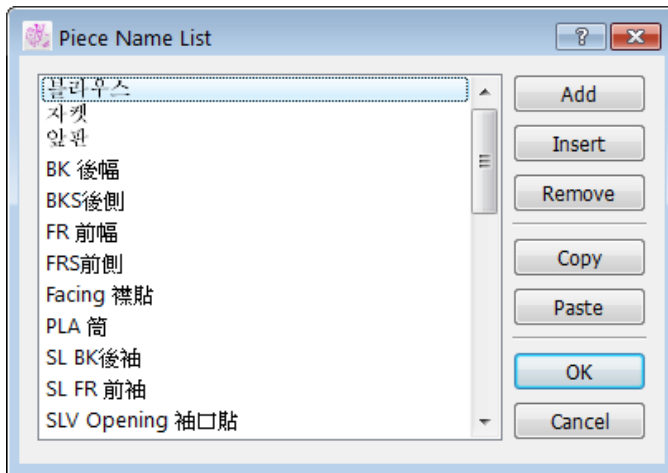 Piece Name List
블라우스
자켓
앞판
BK 後幅
BKS後側
FR 前幅
FRS前側
Facing 襟貼
PLA 筒
SL BK後袖
SL FR 前袖
SLV Opening 袖口貼
Add
Insert
Remove
Copy
Paste
OK
Cancel